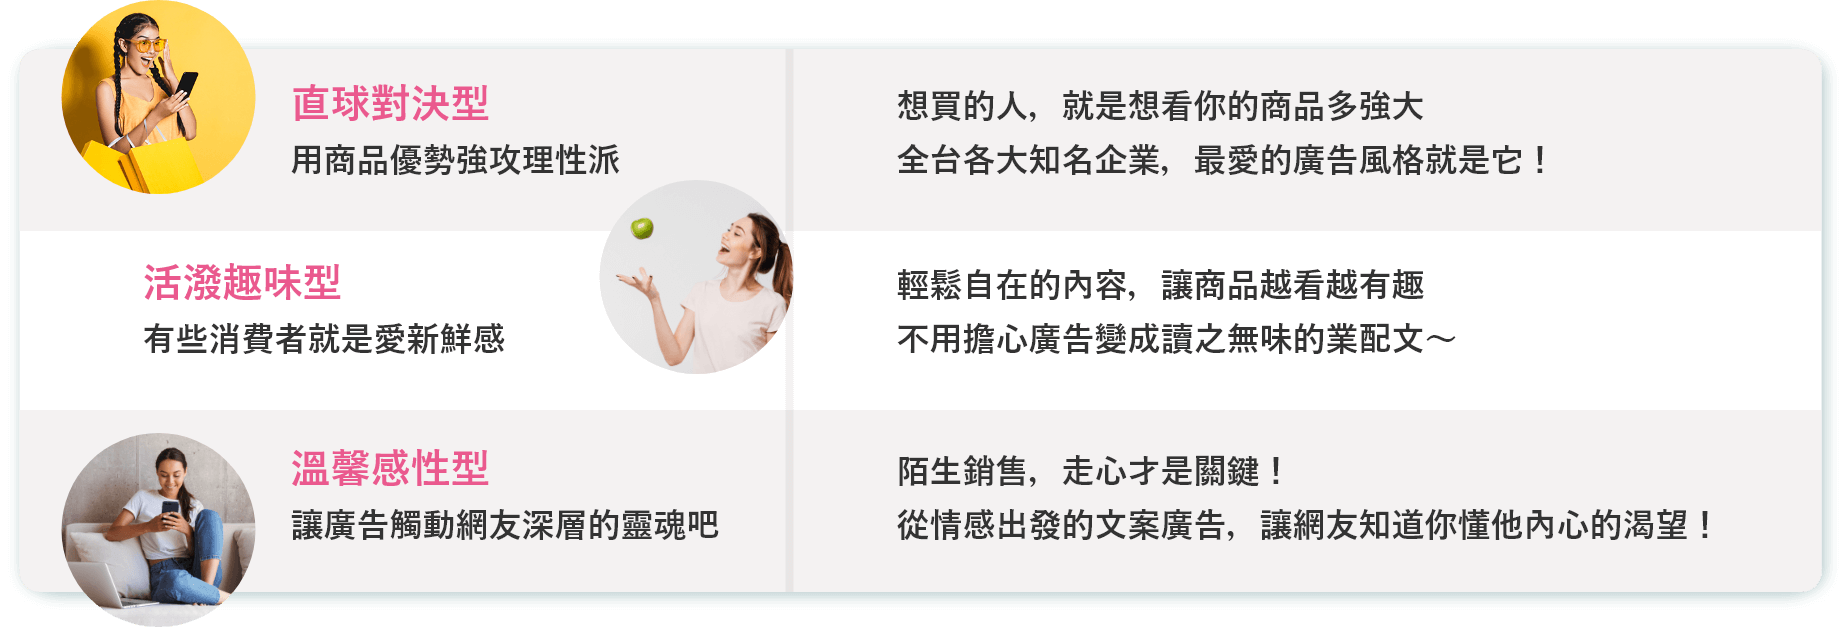 直球對決型
用商品優勢強攻理性派
想買的人，就是想看你的商品多強大
全台各大知名企業，最愛的廣告風格就是它！
活潑趣味型
有些消費者就是愛新鮮感
輕鬆自在的內容，讓商品越看越有趣
不用擔心廣告變成讀之無味的業配文～
溫馨感性型
讓廣告觸動網友深層的靈魂吧
陌生銷售，走心才是關鍵！
從情感出發的文案廣告，讓網友知道你懂他內心的渴望！